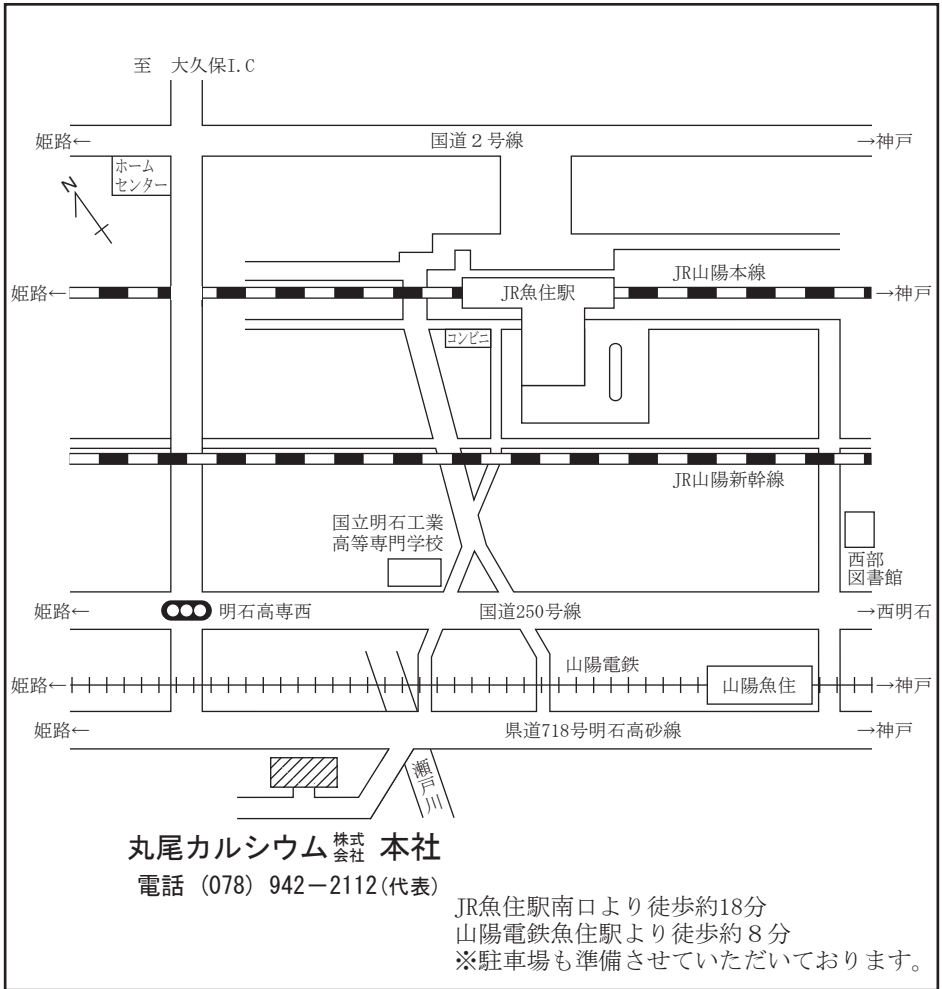 至　大久保I.C
姫路←
国道２号線
→神戸
ホーム
センター
N
姫路←
JR魚住駅
JR山陽本線
→神戸
コンビニ
JR山陽新幹線
国立明石工業
高等専門学校
西部
図書館
姫路←
明石高専西
国道250号線
→西明石
山陽電鉄
姫路←
山陽魚住
→神戸
姫路←
県道718号明石高砂線
→神戸
瀬戸川
丸尾カルシウム株式会社 本社
電話（078）942－2112(代表)
JR魚住駅南口より徒歩約18分
山陽電鉄魚住駅より徒歩約８分
※駐車場も準備させていただいております。